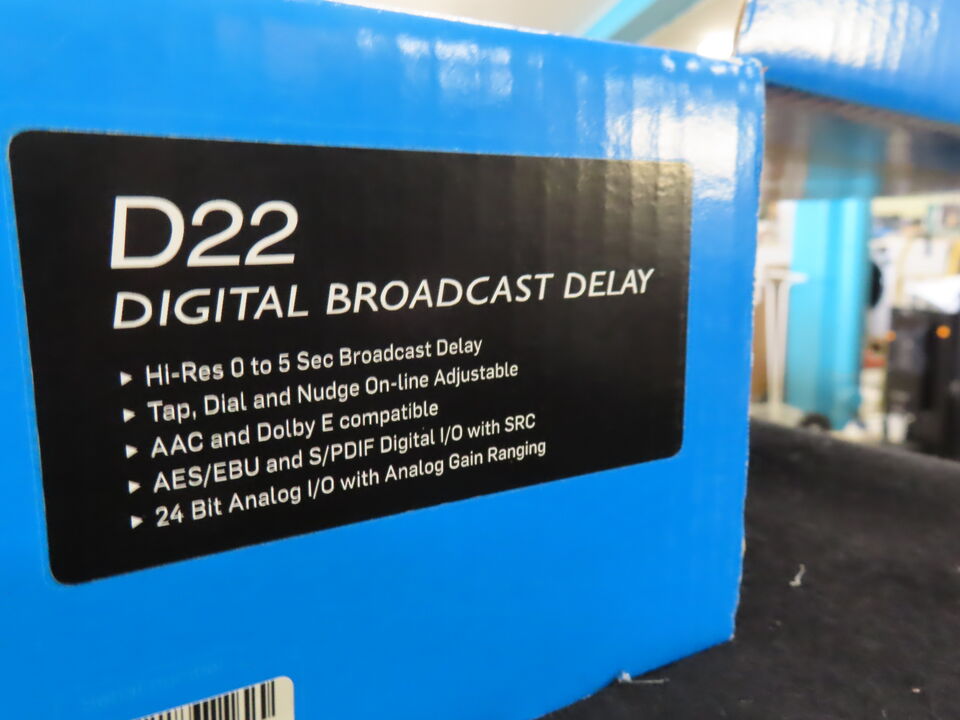 D22
DIGITAL BROADCAST DELAY
▸ Hi-Res 0 to 5 Sec Broadcast Delay
▸ Tap, Dial and Nudge On-line Adjustable
▸ AAC and Dolby E compatible
▸ AES/EBU and S/PDIF Digital I/O with SRC
▸ 24 Bit Analog I/O with Analog Gain Ranging